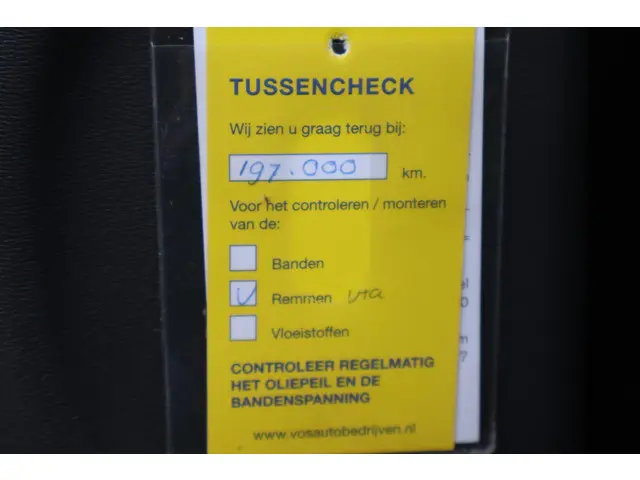 TUSSENCHECK
Wij zien u graag terug bij:
197.000 km.
Voor het controleren / monteren
van de:
Banden
V Remmen v+a
Vloeistoffen
CONTROLEER REGELMATIG
HET OLIEPEIL EN DE
BANDENSPANNING
www.vosautobedrijven.nl